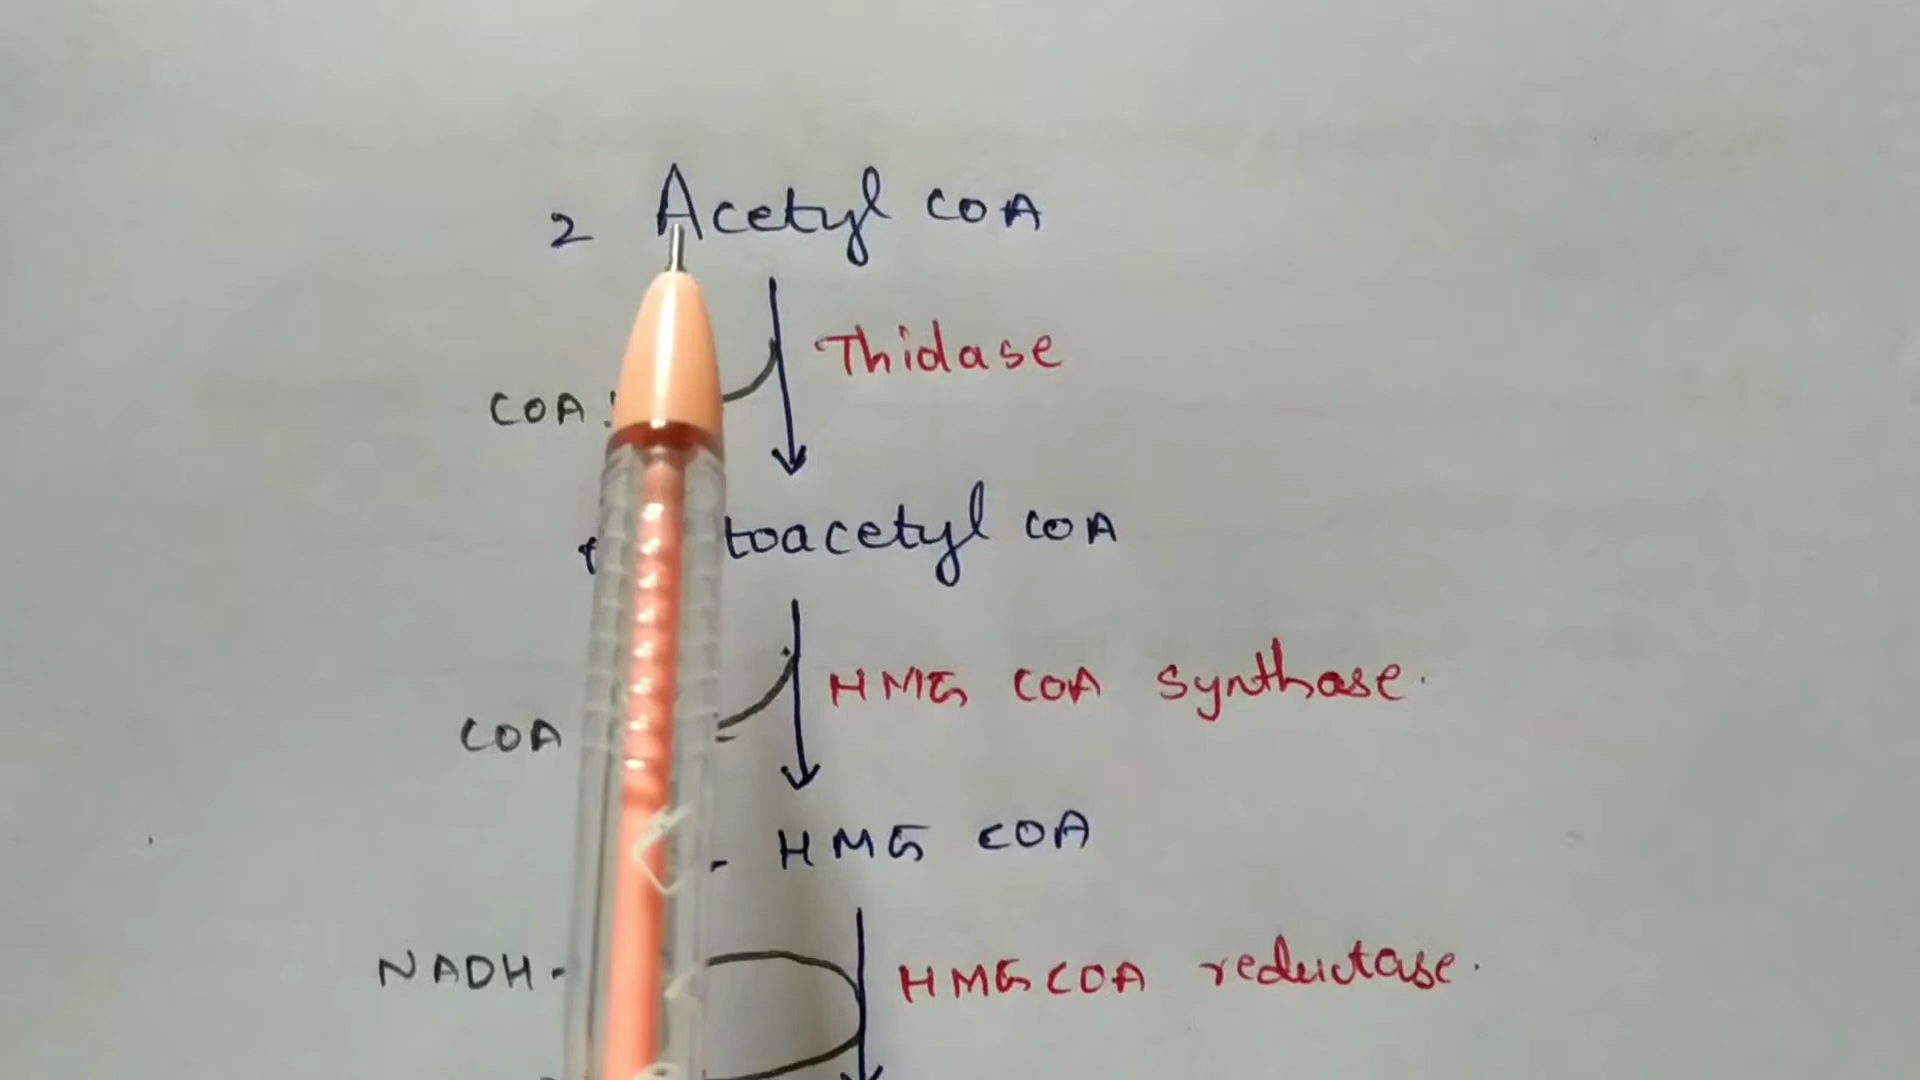 2 Acetyl COA
Thidase
COA
toacetyl COA
HMG COA synthase.
COA
HMG COA
NADH
HMG COA reductase.